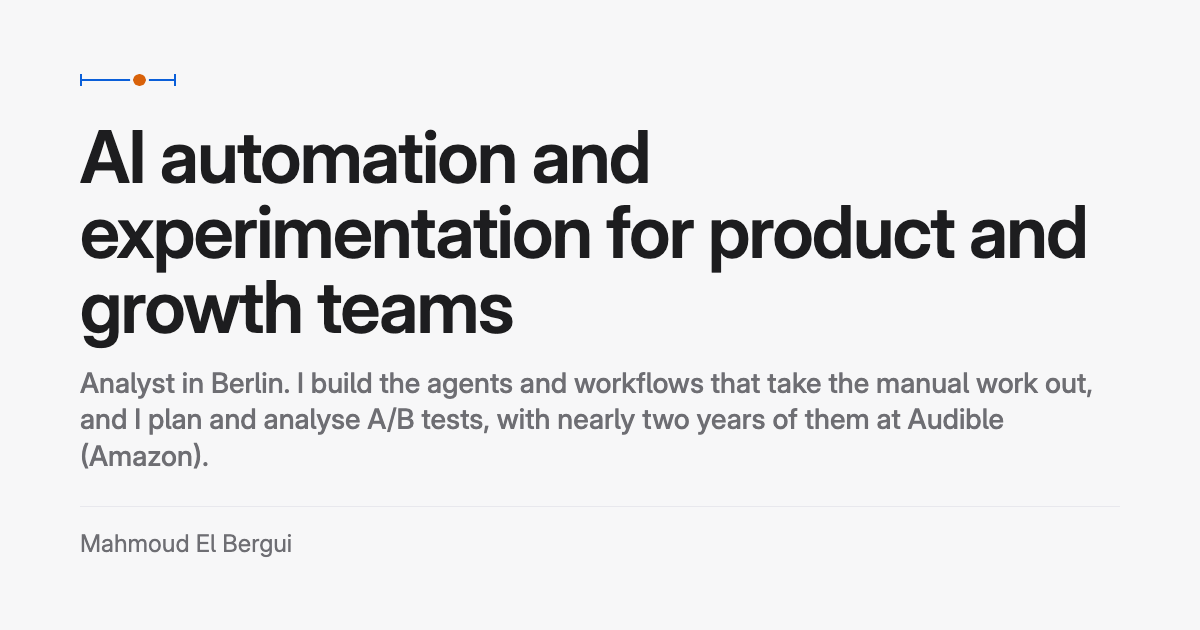 AI automation and
experimentation for product and
growth teams
Analyst in Berlin. I build the agents and workflows that take the manual work out,
and I plan and analyse A/B tests, with nearly two years of them at Audible
(Amazon).
Mahmoud El Bergui